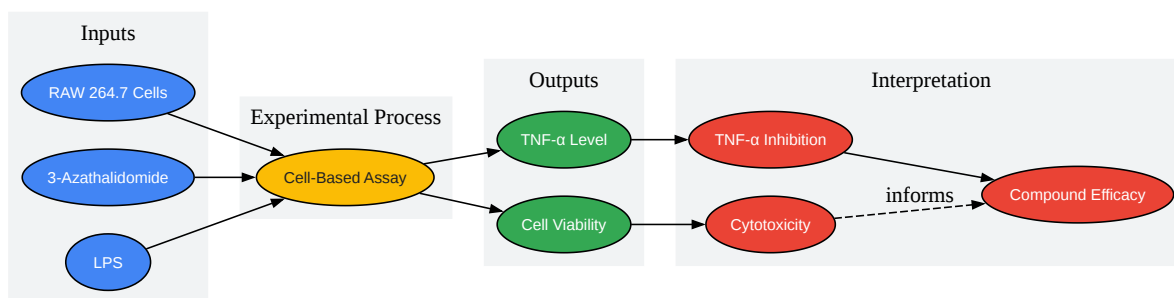 Inputs
RAW 264.7 Cells
3-Azathalidomide
LPS
Experimental Process
Cell-Based Assay
Outputs
TNF-α Level
Cell Viability
Interpretation
TNF-α Inhibition
Cytotoxicity
informs
Compound Efficacy